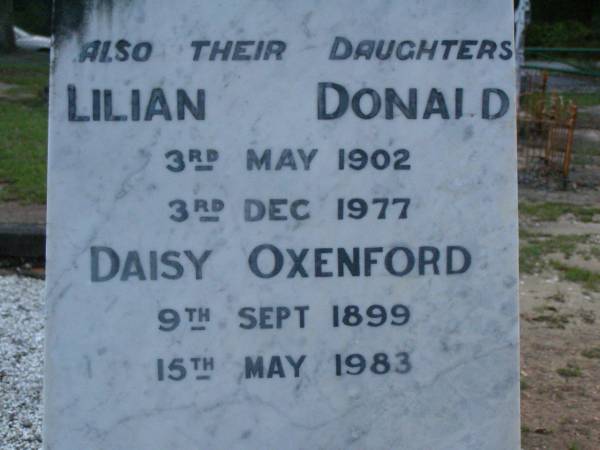 ALSO THEIR DAUGHTERS
LILIAN DONALD
3RD MAY 1902
3RD DEC 1977
DAISY OXENFORD
9TH SEPT 1899
15TH MAY 1983